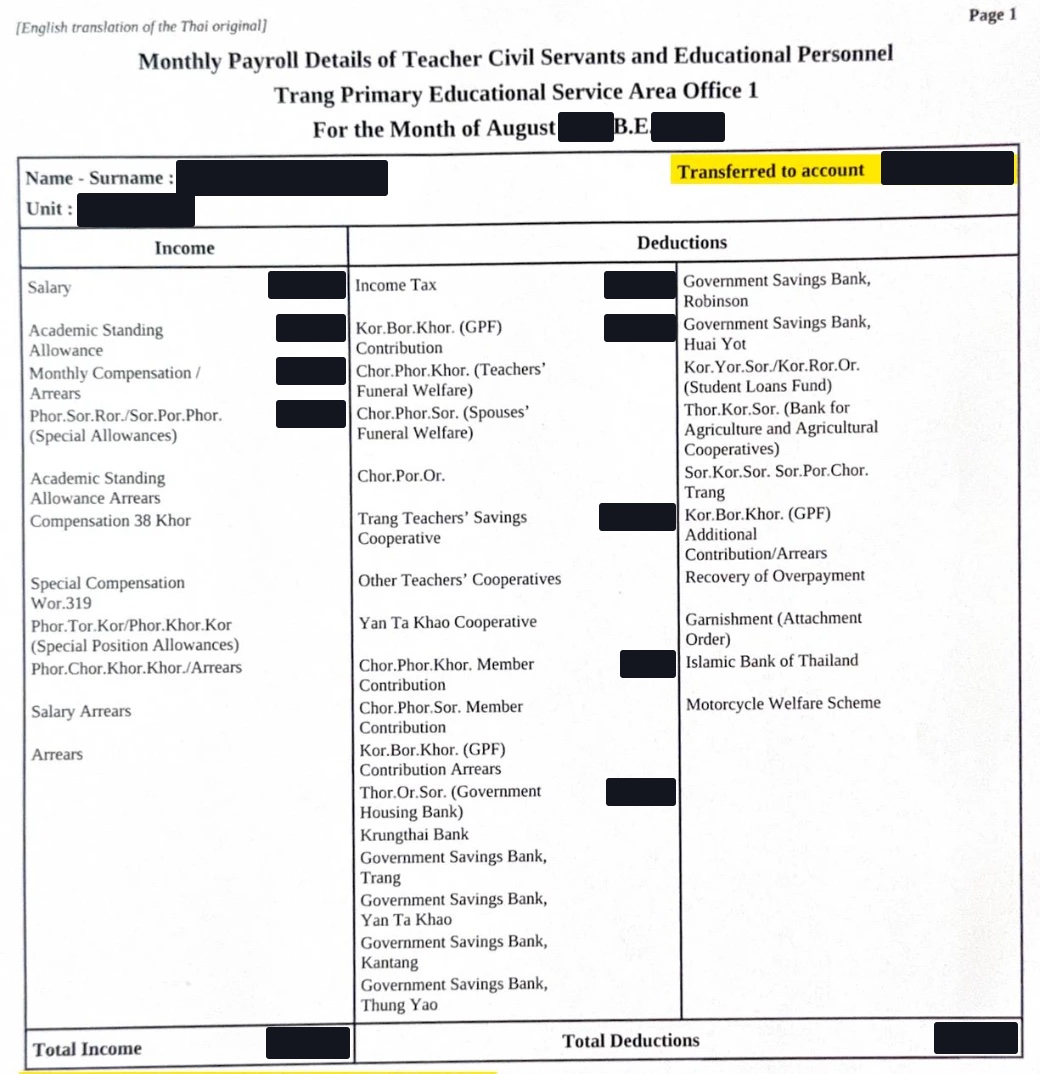 [English translation of the Thai original]
Page 1
Monthly Payroll Details of Teacher Civil Servants and Educational Personnel
Trang Primary Educational Service Area Office 1
For the Month of August B.E.
Name - Surname :
Transferred to account
Unit :
Income
Deductions
Salary
Academic Standing
Allowance
Monthly Compensation /
Arrears
Phor.Sor.Ror./Sor.Por.Phor.
(Special Allowances)
Academic Standing
Allowance Arrears
Compensation 38 Khor
Special Compensation
Wor.319
Phor.Tor.Kor/Phor.Khor.Kor
(Special Position Allowances)
Phor.Chor.Khor.Khor./Arrears
Salary Arrears
Arrears
Income Tax
Kor.Bor.Khor. (GPF)
Contribution
Chor.Phor.Khor. (Teachers’
Funeral Welfare)
Chor.Phor.Sor. (Spouses’
Funeral Welfare)
Chor.Por.Or.
Trang Teachers’ Savings
Cooperative
Other Teachers’ Cooperatives
Yan Ta Khao Cooperative
Chor.Phor.Khor. Member
Contribution
Chor.Phor.Sor. Member
Contribution
Kor.Bor.Khor. (GPF)
Contribution Arrears
Thor.Or.Sor. (Government
Housing Bank)
Krungthai Bank
Government Savings Bank,
Trang
Government Savings Bank,
Yan Ta Khao
Government Savings Bank,
Kantang
Government Savings Bank,
Thung Yao
Government Savings Bank,
Robinson
Government Savings Bank,
Huai Yot
Kor.Yor.Sor./Kor.Ror.Or.
(Student Loans Fund)
Thor.Kor.Sor. (Bank for
Agriculture and Agricultural
Cooperatives)
Sor.Kor.Sor. Sor.Por.Chor.
Trang
Kor.Bor.Khor. (GPF)
Additional
Contribution/Arrears
Recovery of Overpayment
Garnishment (Attachment
Order)
Islamic Bank of Thailand
Motorcycle Welfare Scheme
Total Income
Total Deductions